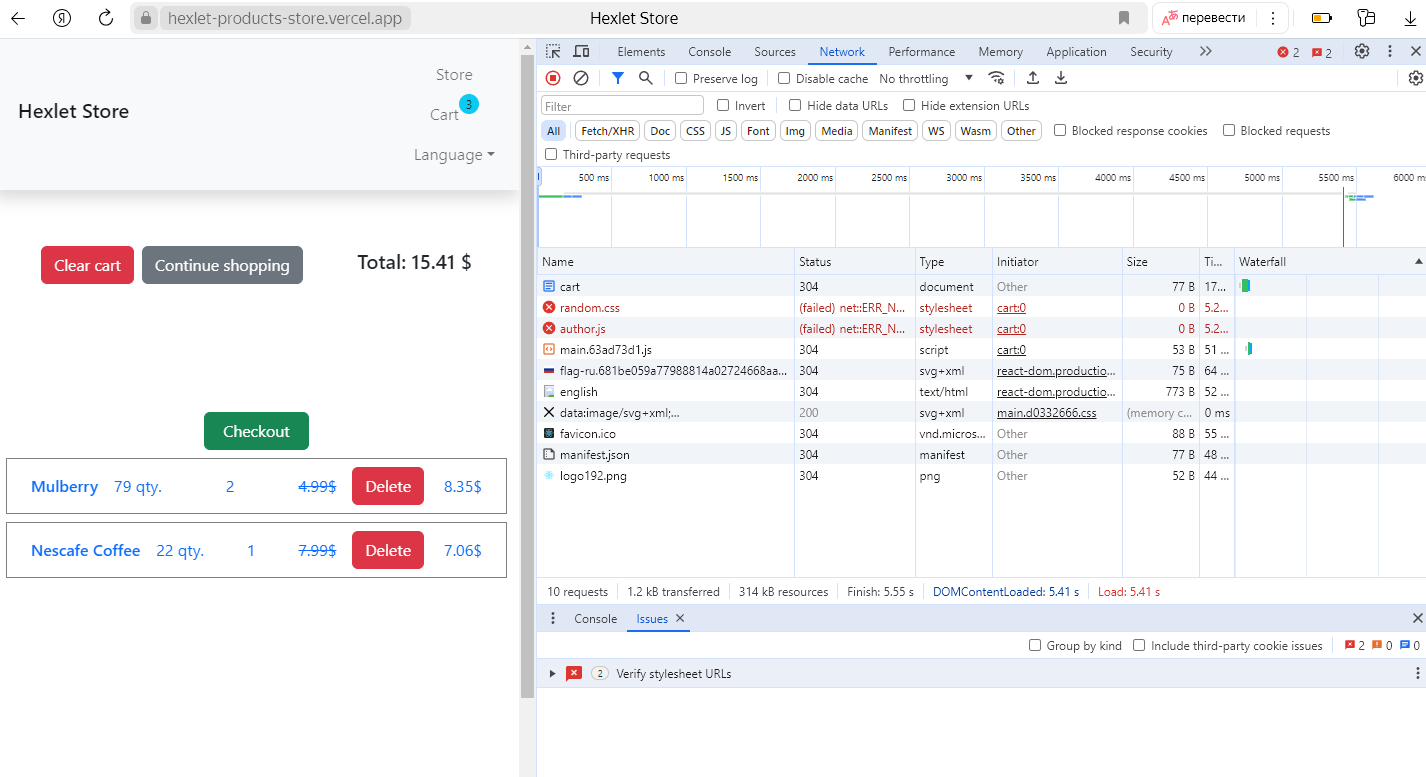 hexlet-products-store.vercel.app Hexlet Store перевести
Store
Hexlet Store
Cart 3
Language
Clear cart Continue shopping Total: 15.41 $
Checkout
Mulberry 79 qty. 2 4.99$ Delete 8.35$
Nescafe Coffee 22 qty. 1 7.99$ Delete 7.06$
Elements Console Sources Network Performance Memory Application Security 2 2
Preserve log Disable cache No throttling
Filter Invert Hide data URLs Hide extension URLs
All Fetch/XHR Doc CSS JS Font Img Media Manifest WS Wasm Other Blocked response cookies Blocked requests
Third-party requests
500 ms 1000 ms 1500 ms 2000 ms 2500 ms 3000 ms 3500 ms 4000 ms 4500 ms 5000 ms 5500 ms 6000 ms
Name Status Type Initiator Size Ti... Waterfall
cart 304 document Other 77 B 17...
random.css (failed) net::ERR_N... stylesheet cart:0 0 B 5.2...
author.js (failed) net::ERR_N... stylesheet cart:0 0 B 5.2...
main.63ad73d1.js 304 script cart:0 53 B 51 ...
flag-ru.681be059a77988814a02724668aa... 304 svg+xml react-dom.productio... 75 B 64 ...
english 304 text/html react-dom.productio... 773 B 52 ...
data:image/svg+xml;... 200 svg+xml main.d0332666.css (memory c... 0 ms
favicon.ico 304 vnd.micros... Other 88 B 55 ...
manifest.json 304 manifest Other 77 B 48 ...
logo192.png 304 png Other 52 B 44 ...
10 requests 1.2 kB transferred 314 kB resources Finish: 5.55 s DOMContentLoaded: 5.41 s Load: 5.41 s
Console Issues
Group by kind Include third-party cookie issues 2 0 0
2 Verify stylesheet URLs